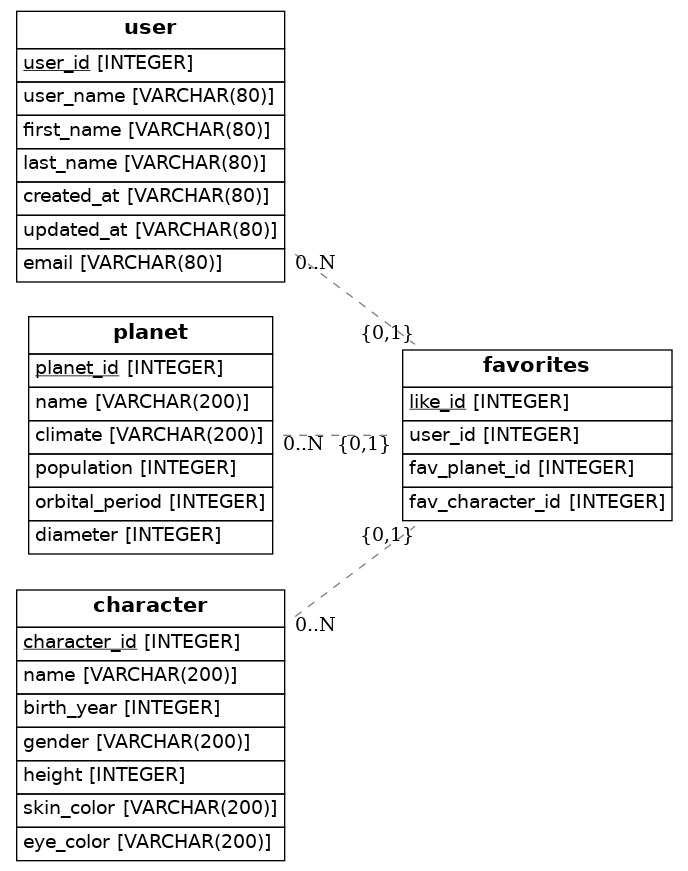 user
user_id [INTEGER]
user_name [VARCHAR(80)]
first_name [VARCHAR(80)]
last_name [VARCHAR(80)]
created_at [VARCHAR(80)]
updated_at [VARCHAR(80)]
email [VARCHAR(80)]
0..N
{0,1}
planet
planet_id [INTEGER]
name [VARCHAR(200)]
climate [VARCHAR(200)]
population [INTEGER]
orbital_period [INTEGER]
diameter [INTEGER]
0..N
{0,1}
favorites
like_id [INTEGER]
user_id [INTEGER]
fav_planet_id [INTEGER]
fav_character_id [INTEGER]
{0,1}
0..N
character
character_id [INTEGER]
name [VARCHAR(200)]
birth_year [INTEGER]
gender [VARCHAR(200)]
height [INTEGER]
skin_color [VARCHAR(200)]
eye_color [VARCHAR(200)]